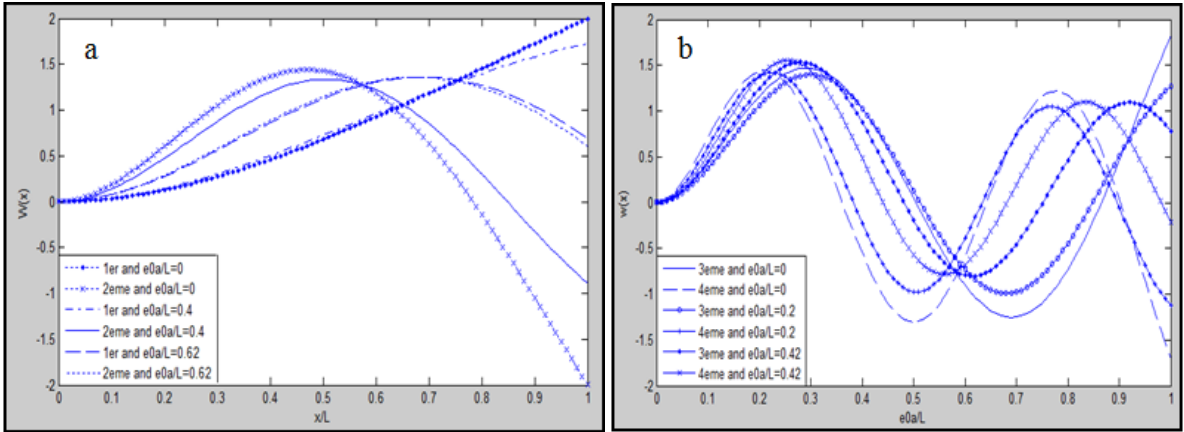 a
2
1.5
1
0.5
0
-0.5
-1
-1.5
-2
W(x)
1er and e0a/L=0
2eme and e0a/L=0
1er and e0a/L=0.4
2eme and e0a/L=0.4
1er and e0a/L=0.62
2eme and e0a/L=0.62
0 0.1 0.2 0.3 0.4 0.5 0.6 0.7 0.8 0.9 1
x/L
b
2
1.5
1
0.5
0
-0.5
-1
-1.5
-2
w(x)
3eme and e0a/L=0
4eme and e0a/L=0
3eme and e0a/L=0.2
4eme and e0a/L=0.2
3eme and e0a/L=0.42
4eme and e0a/L=0.42
0 0.1 0.2 0.3 0.4 0.5 0.6 0.7 0.8 0.9 1
e0a/L